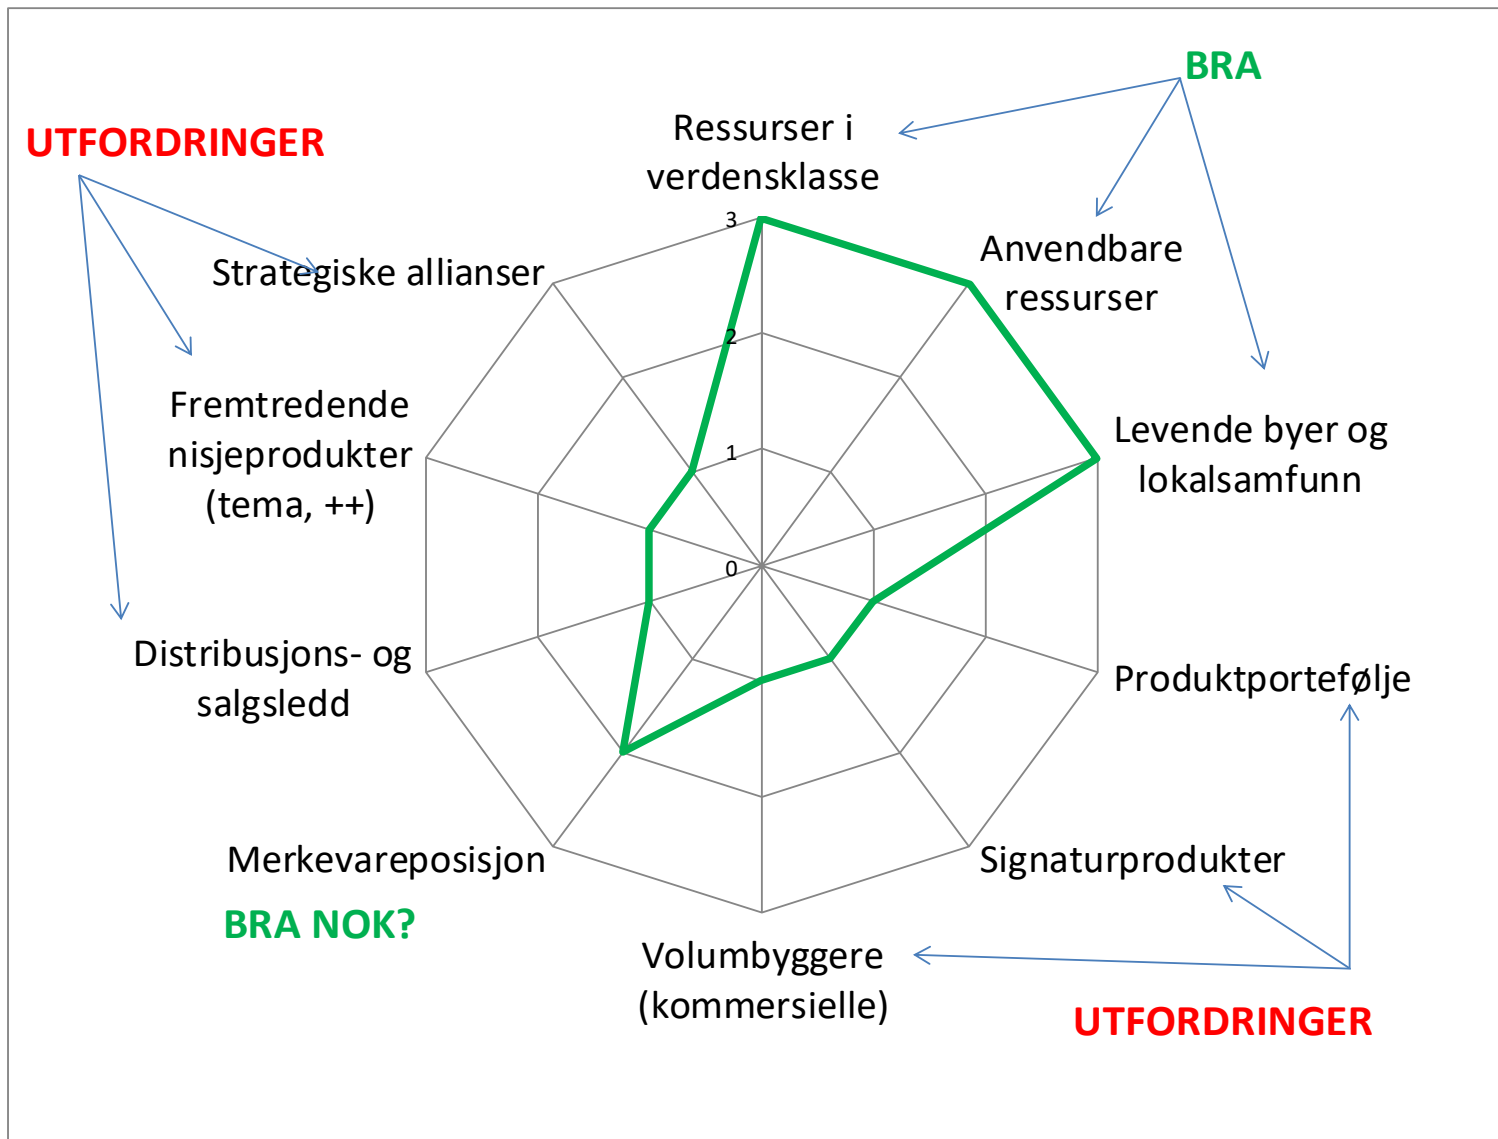 BRA
UTFORDRINGER
Ressurser i
verdensklasse
Anvendbare
ressurser
Strategiske allianser
Levende byer og
lokalsamfunn
Fremtredende
nisjeprodukter
(tema, ++)
3
2
1
0
Distribusjons- og
salgsledd
Produktportefølje
Merkevareposisjon
BRA NOK?
Signaturprodukter
Volumbyggere
(kommersielle)
UTFORDRINGER